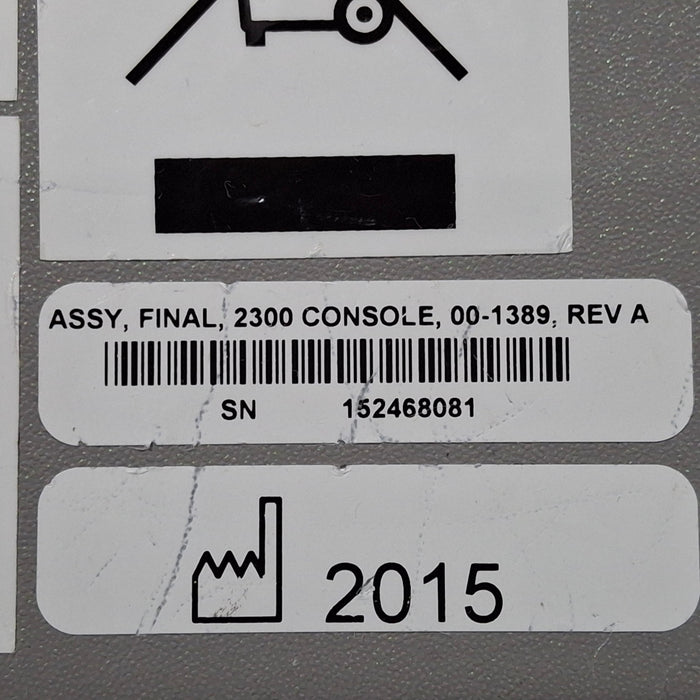 ASSY, FINAL, 2300 CONSOLE, 00-1389, REV A
SN 152468081
2015